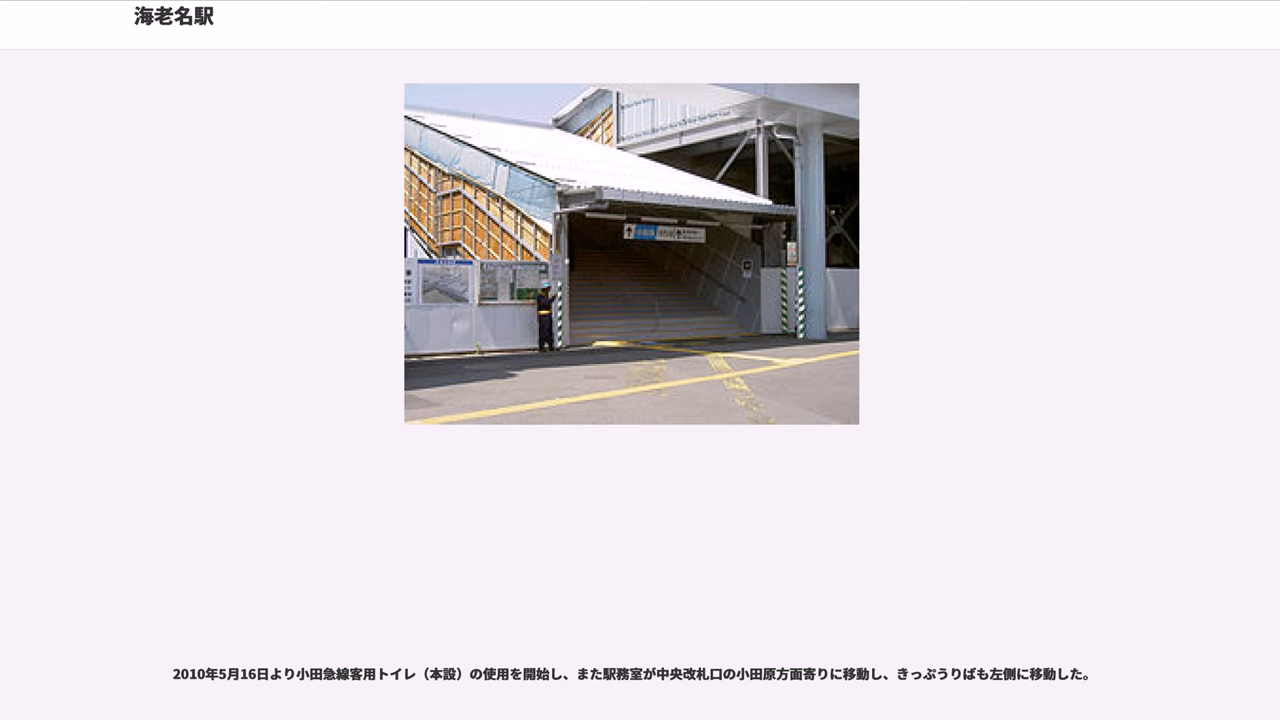 海老名駅
2010年5月16日より小田急線客用トイレ（本設）の使用を開始し、また駅務室が中央改札口の小田原方面寄りに移動し、きっぷうりばも左側に移動した。